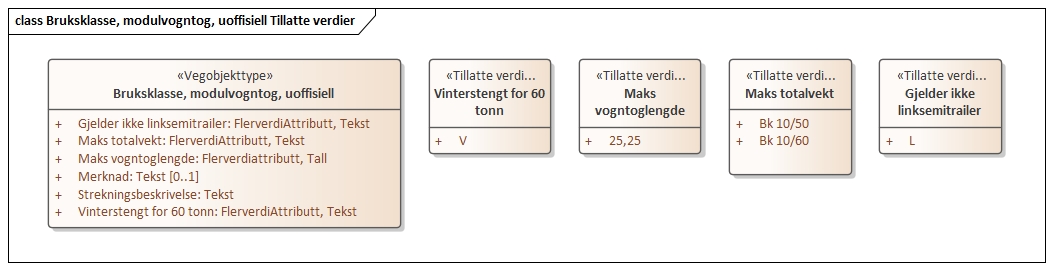 class Bruksklasse, modulvogntog, uoffisiell Tillatte verdier
«Vegobjekttype»
Bruksklasse, modulvogntog, uoffisiell
+ Gjelder ikke linksemitrailer: FlerverdiAttributt, Tekst
+ Maks totalvekt: FlerverdiAttributt, Tekst
+ Maks vogntoglengde: Flerverdiattributt, Tall
+ Merknad: Tekst [0..1]
+ Strekningsbeskrivelse: Tekst
+ Vinterstengt for 60 tonn: FlerverdiAttributt, Tekst
«Tillatte verdi...
Vinterstengt for 60
tonn
+ V
«Tillatte verdi...
Maks
vogntoglengde
+ 25,25
«Tillatte verdi...
Maks totalvekt
+ Bk 10/50
+ Bk 10/60
«Tillatte verdi...
Gjelder ikke
linksemitrailer
+ L